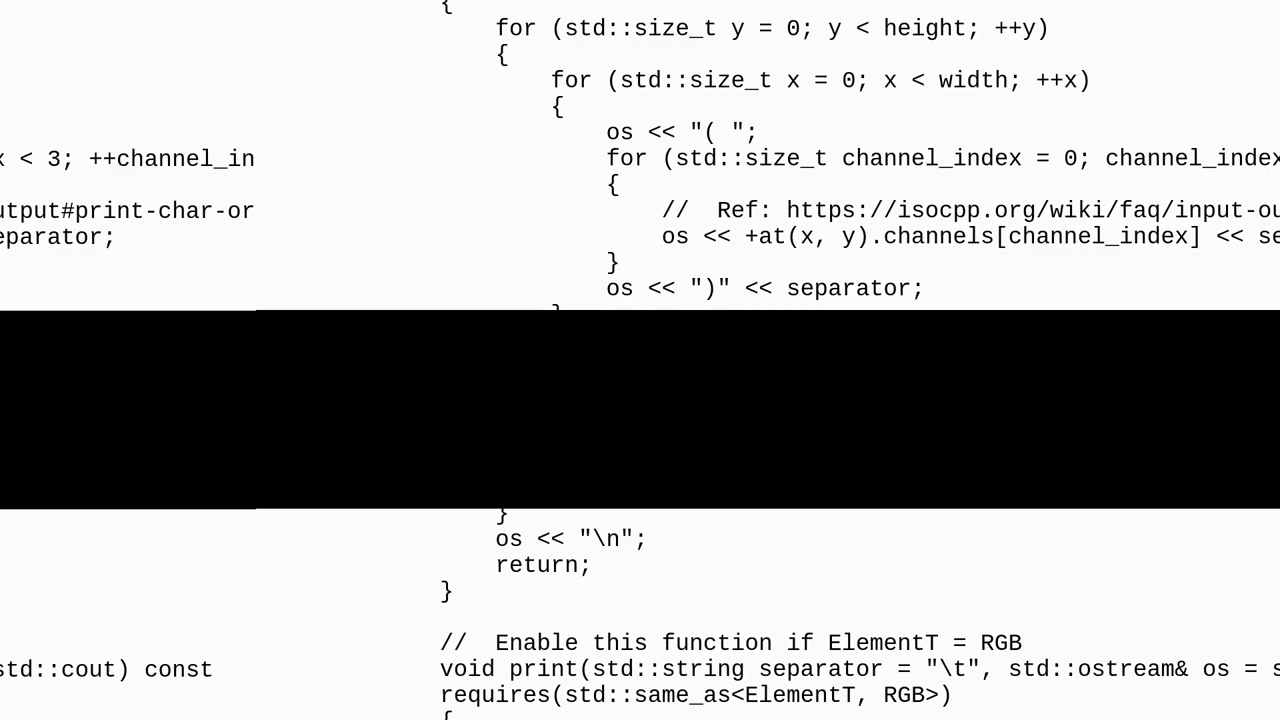 x < 3; ++channel_in
utput#print-char-or
eparator;
{
for (std::size_t y = 0; y < height; ++y)
{
for (std::size_t x = 0; x < width; ++x)
{
os << "( ";
for (std::size_t channel_index = 0; channel_index
{
//  Ref: https://isocpp.org/wiki/faq/input-ou
os << +at(x, y).channels[channel_index] << se
}
os << ")" << separator;
}
std::cout) const
}
os << "\n";
return;
}
//  Enable this function if ElementT = RGB
void print(std::string separator = "\t", std::ostream& os = s
requires(std::same_as<ElementT, RGB>)
{